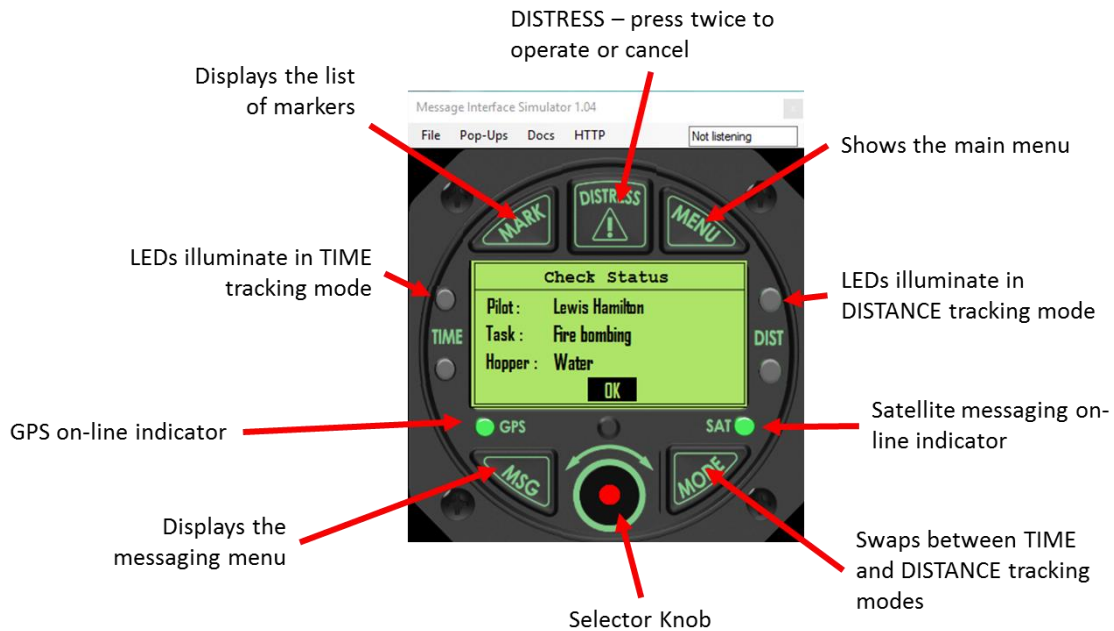 DISTRESS – press twice to
operate or cancel
Displays the list
of markers
Message Interface Simulator 1.04
File Pop-Ups Docs HTTP Not listening
Shows the main menu
MARK
DISTRESS
MENU
LEDs illuminate in TIME
tracking mode
LEDs illuminate in
DISTANCE tracking mode
Check Status
Pilot : Lewis Hamilton
Task : Fire bombing
Hopper : Water
OK
TIME
DIST
GPS on-line indicator
GPS
SAT
Satellite messaging on-
line indicator
MSG
MODE
Displays the
messaging menu
Swaps between TIME
and DISTANCE tracking
modes
Selector Knob